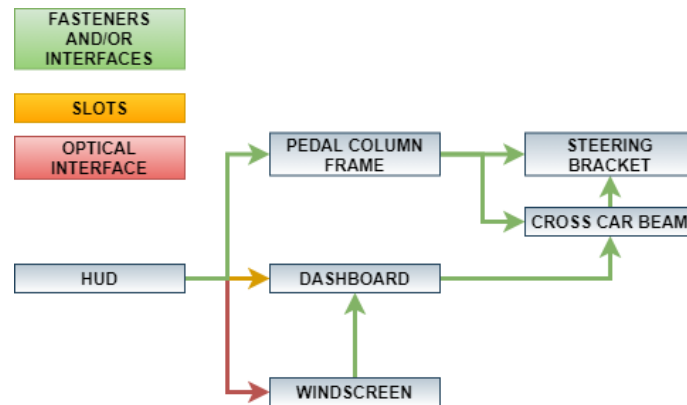 FASTENERS
AND/OR
INTERFACES
SLOTS
OPTICAL
INTERFACE
PEDAL COLUMN
FRAME
STEERING
BRACKET
CROSS CAR BEAM
HUD
DASHBOARD
WINDSCREEN